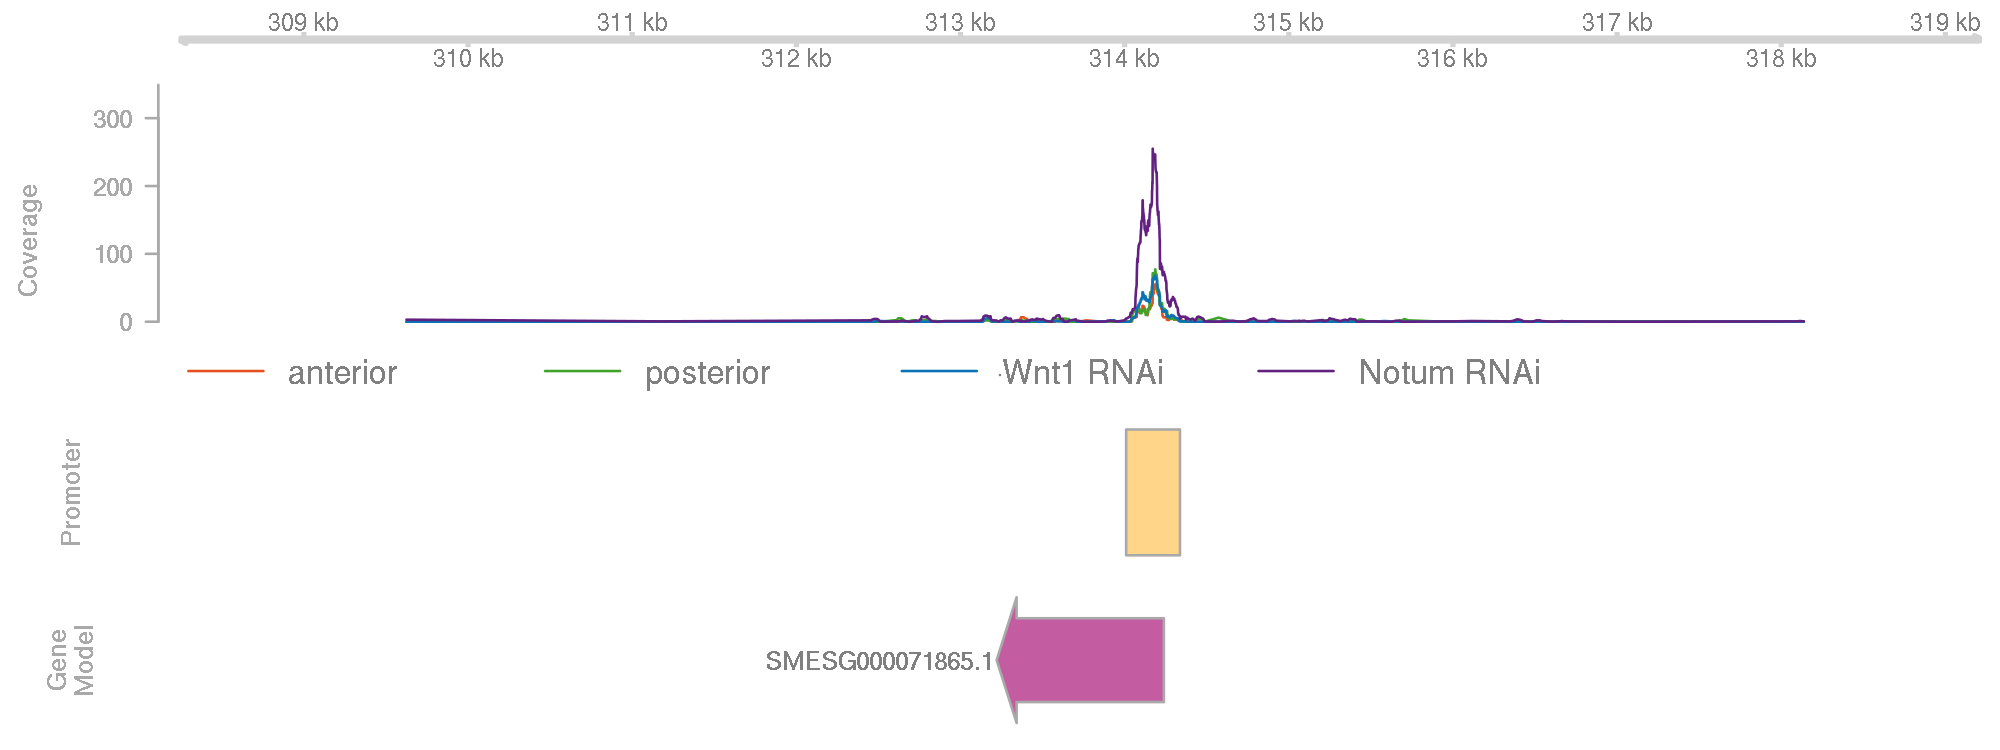 309 kb 311 kb 313 kb 315 kb 317 kb 319 kb
310 kb 312 kb 314 kb 316 kb 318 kb
Coverage
300
200
100
0
anterior posterior Wnt1 RNAi Notum RNAi
Promoter
Gene
Model
SMESG000071865.1